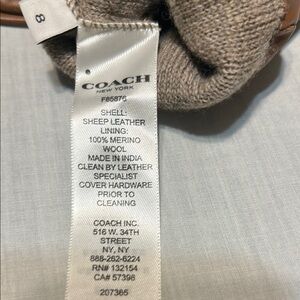 8
COACH
NEW YORK
F85876
SHELL:
SHEEP LEATHER
LINING:
100% MERINO
WOOL
MADE IN INDIA
CLEAN BY LEATHER
SPECIALIST
COVER HARDWARE
PRIOR TO
CLEANING
COACH INC.
516 W. 34TH
STREET
NY, NY
888-262-6224
RN# 132154
CA# 57398
207365